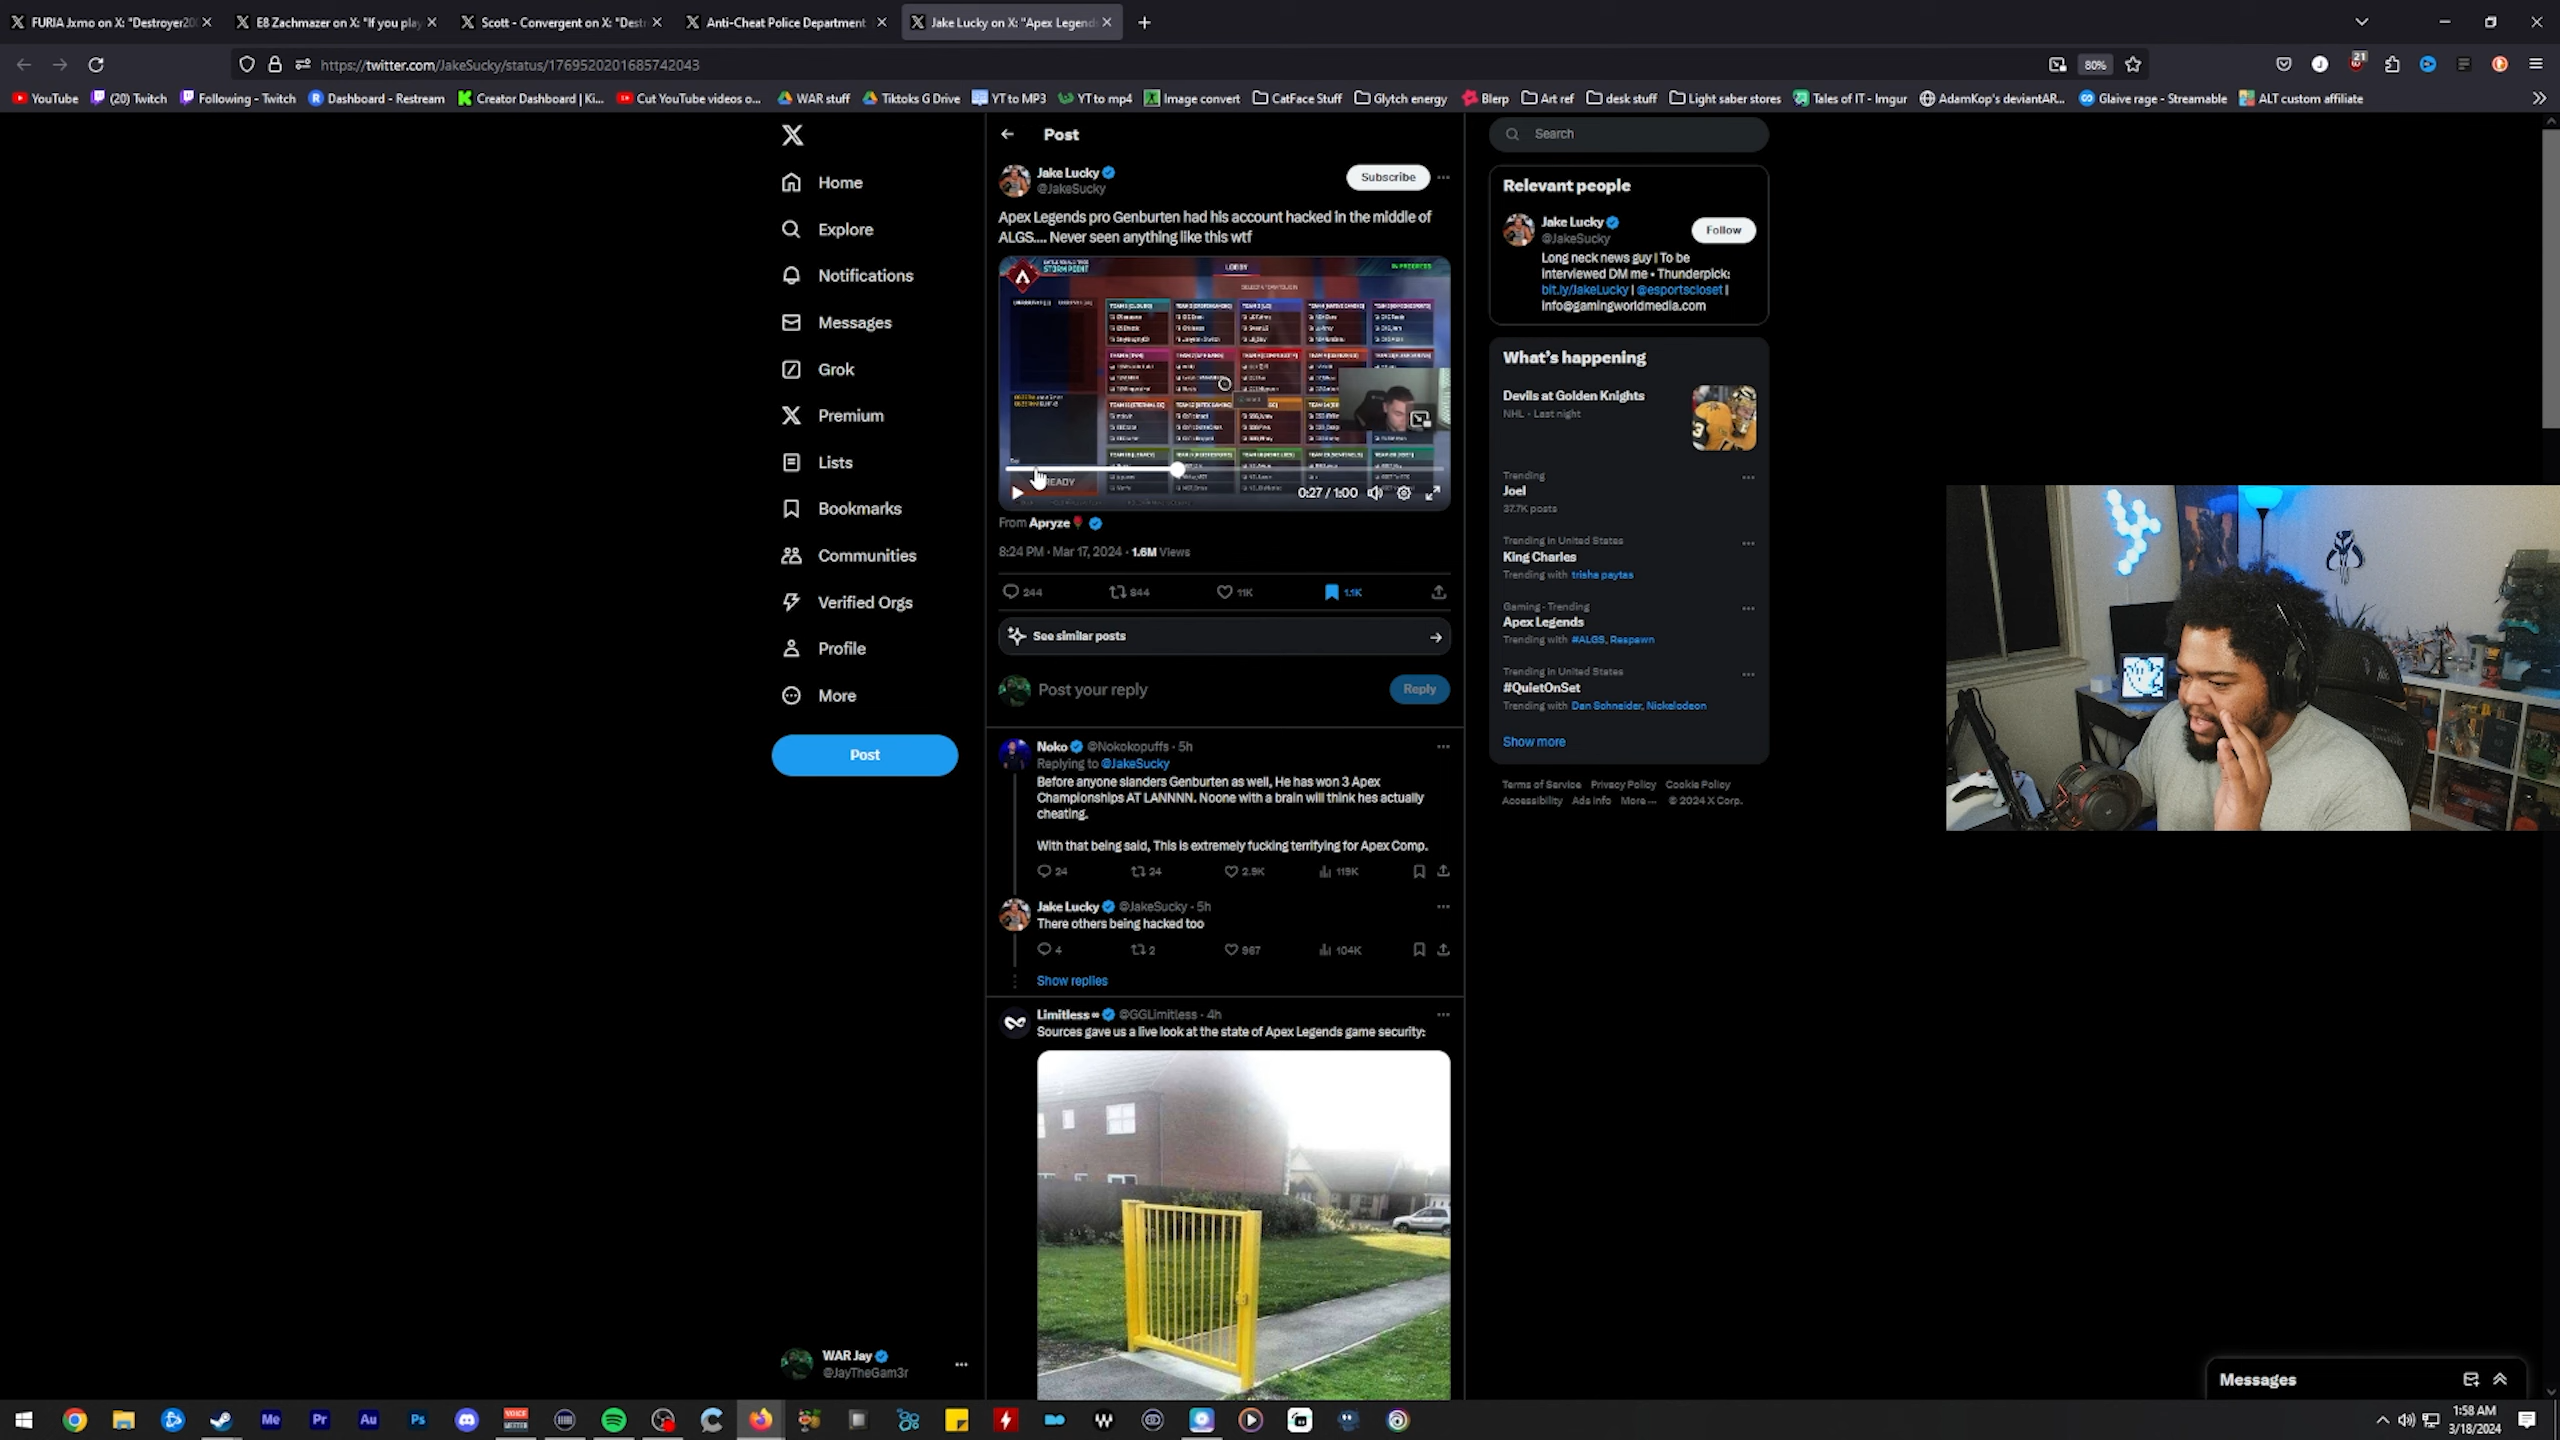 FURIA Jxmo on X: "Destroyer20
E8 Zachmazer on X: "If you play
Scott - Convergent on X: "Destr
Anti-Cheat Police Department
Jake Lucky on X: "Apex Legend
https://twitter.com/JakeSucky/status/1769520201685742043
80%
21
YouTube
(20) Twitch
Following - Twitch
Dashboard - Restream
Creator Dashboard | Ki...
Cut YouTube videos o...
WAR stuff
Tiktoks G Drive
YT to MP3
YT to mp4
Image convert
CatFace Stuff
Glytch energy
Blerp
Art ref
desk stuff
Light saber stores
Tales of IT - Imgur
AdamKop's deviantAR...
Glaive rage - Streamable
ALT custom affiliate
Home
Explore
Notifications
Messages
Grok
Premium
Lists
Bookmarks
Communities
Verified Orgs
Profile
More
Post
WAR Jay
@JayTheGam3r
Post
Jake Lucky
@JakeSucky
Subscribe
Apex Legends pro Genburten had his account hacked in the middle of
ALGS.... Never seen anything like this wtf
STORM POINT
LOBBY
READY
0:27 / 1:00
From Apryze
8:24 PM · Mar 17, 2024 · 1.6M Views
244
844
11K
1.1K
See similar posts
Post your reply
Reply
Noko @Nokokopuffs · 5h
Replying to @JakeSucky
Before anyone slanders Genburten as well, He has won 3 Apex
Championships AT LANNNN. Noone with a brain will think hes actually
cheating.
With that being said, This is extremely fucking terrifying for Apex Comp.
24
24
2.9K
119K
Jake Lucky @JakeSucky · 5h
There others being hacked too
4
2
967
104K
Show replies
Limitless ∞ @GGLimitless · 4h
Sources gave us a live look at the state of Apex Legends game security:
Search
Relevant people
Jake Lucky
@JakeSucky
Follow
Long neck news guy | To be
interviewed DM me • Thunderpick:
bit.ly/JakeLucky | @esportscloset |
info@gamingworldmedia.com
What's happening
Devils at Golden Knights
NHL · Last night
Trending
Joel
37.7K posts
Trending in United States
King Charles
Trending with trisha paytas
Gaming · Trending
Apex Legends
Trending with #ALGS, Respawn
Trending in United States
#QuietOnSet
Trending with Dan Schneider, Nickelodeon
Show more
Terms of Service Privacy Policy Cookie Policy
Accessibility Ads info More ... © 2024 X Corp.
Messages
Me
Pr
Au
Ps
1:58 AM
3/18/2024